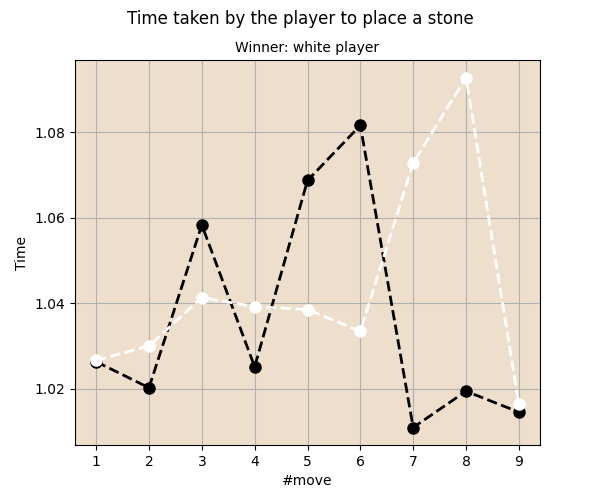 Time taken by the player to place a stone
Winner: white player
1.08
1.06
1.04
1.02
Time
1 2 3 4 5 6 7 8 9
#move